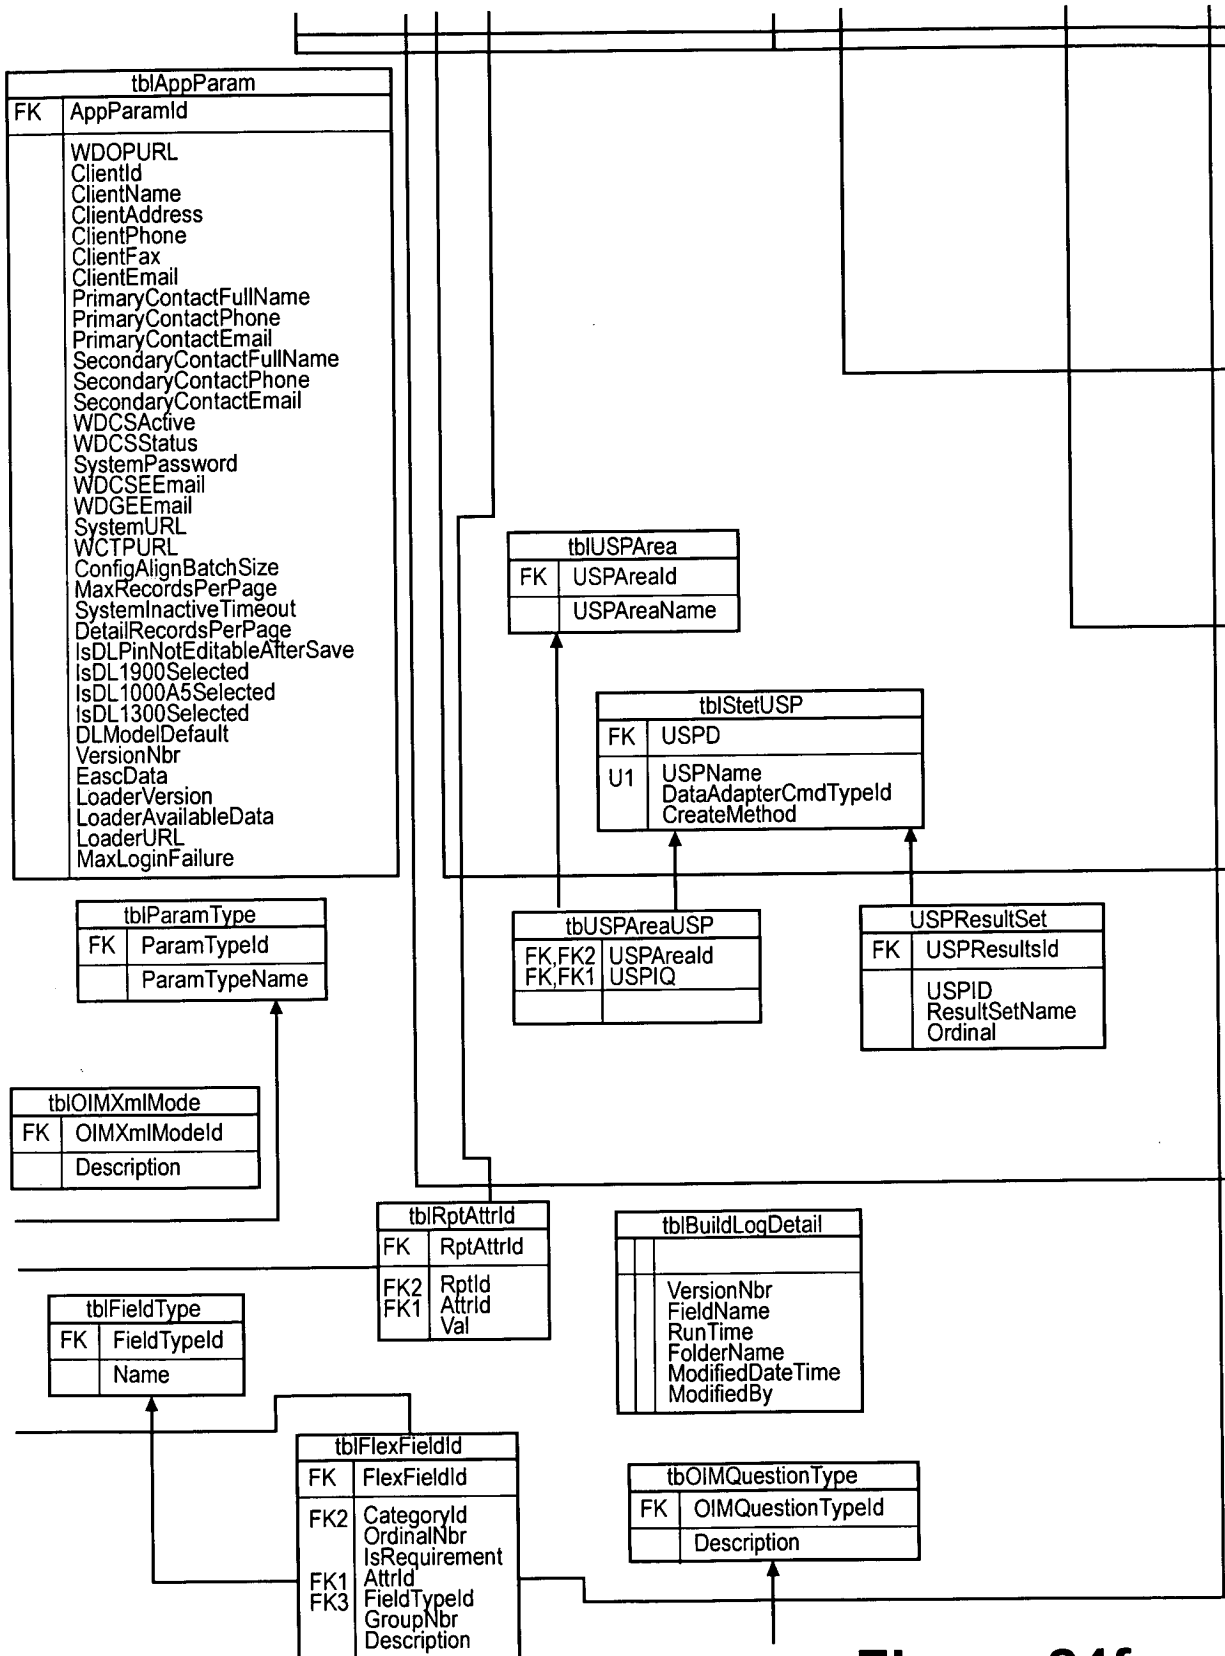 tblAppParam
FK AppParamId
WDOPURL
ClientId
ClientName
ClientAddress
ClientPhone
ClientFax
ClientEmail
PrimaryContactFullName
PrimaryContactPhone
PrimaryContactEmail
SecondaryContactFullName
SecondaryContactPhone
SecondaryContactEmail
WDCSActive
WDCSStatus
SystemPassword
WDCSEEmail
WDGEEmail
SystemURL
WCTPURL
ConfigAlignBatchSize
MaxRecordsPerPage
SystemInactiveTimeout
DetailRecordsPerPage
IsDLPinNotEditableAfterSave
IsDL1900Selected
IsDL1000A5Selected
IsDL1300Selected
DLModelDefault
VersionNbr
EascData
LoaderVersion
LoaderAvailableData
LoaderURL
MaxLoginFailure
tblUSPArea
FK USPAreaId
USPAreaName
tblStetUSP
FK USPD
U1 USPName
DataAdapterCmdTypeId
CreateMethod
tblParamType
FK ParamTypeId
ParamTypeName
tbUSPAreaUSP
FK,FK2 USPAreaId
FK,FK1 USPIQ
USPResultSet
FK USPResultsId
USPID
ResultSetName
Ordinal
tblOIMXmlMode
FK OIMXmlModeId
Description
tblRptAttrId
FK RptAttrId
FK2 RptId
FK1 AttrId
Val
tblBuildLogDetail
VersionNbr
FieldName
RunTime
FolderName
ModifiedDateTime
ModifiedBy
tblFieldType
FK FieldTypeId
Name
tblFlexFieldId
FK FlexFieldId
FK2 CategoryId
OrdinalNbr
IsRequirement
FK1 AttrId
FK3 FieldTypeId
GroupNbr
Description
tbOIMQuestionType
FK OIMQuestionTypeId
Description